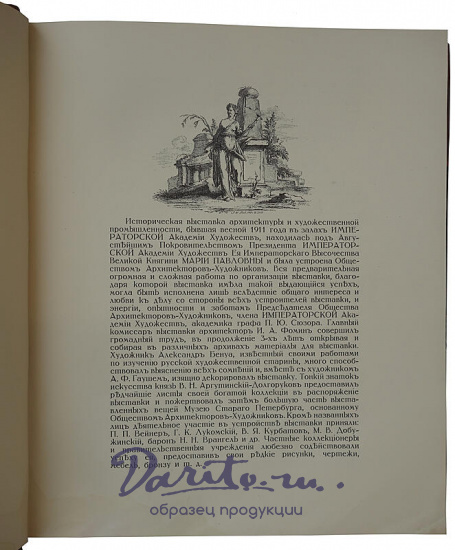 Историческая выставка архитектуры и художественной
промышленности, бывшая весной 1911 года въ залахъ ИМПЕ-
РАТОРСКОЙ Академіи Художествъ, находилась подъ Авгу-
стѣйшимъ Покровительствомъ Президента ИМПЕРАТОР-
СКОЙ Академіи Художествъ Ея Императорскаго Высочества
Великой Княгини МАРІИ ПАВЛОВНЫ и была устроена Обще-
ствомъ Архитекторовъ-Художниковъ. Вся предварительная
огромная и сложная работа по организаціи выставки, благо-
даря которой выставка имѣла такой выдающійся успѣхъ,
могла быть исполнена лишь вслѣдствіе общаго интереса и
любви къ дѣлу со стороны всѣхъ устроителей выставки, и
энергіи, опытности и заботамъ Предсѣдателя Общества
Архитекторовъ-Художниковъ, члена ИМПЕРАТОРСКОЙ Ака-
деміи Художествъ, академика графа П. Ю. Сюзора. Главный
комиссаръ выставки И. А. Фоминъ совершилъ
громадный трудъ, въ продолженіе 3-хъ лѣтъ открывая и
собирая въ различныхъ архивахъ матеріалы для выставки.
Художникъ Александръ Бенуа, извѣстный своими работами
по изученію русской художественной старины, много способ-
ствовалъ выясненію всѣхъ сомнѣній и, вмѣстѣ съ художникомъ
А. Ф. Гаушемъ, изящно декорировалъ выставку. Тонкій знатокъ
искусства князь В. Н. Аргутинскій-Долгоруковъ предоставилъ
рѣдчайшіе листы своей богатой коллекціи въ распоряженіе
выставки и пожертвовалъ затѣмъ большую часть выстав-
ленныхъ вещей Музею Стараго Петербурга, основанному
Обществомъ Архитекторовъ-Художниковъ. Кромѣ названныхъ
лицъ дѣятельное участіе въ устройствѣ выставки приняли:
П. П. Вейнеръ, Г. К. Лукомскій, В. Я. Курбатовъ, М. В. Добу-
жинскій, баронъ Н. Н. Врангель и др. Частные коллекціонеры
и правительственныя учрежденія любезно содѣйствовали
предоставивъ свои рѣдкіе рисунки, чертежи,
мебель, бронзу и т. д.
Darito.ru
образец продукции